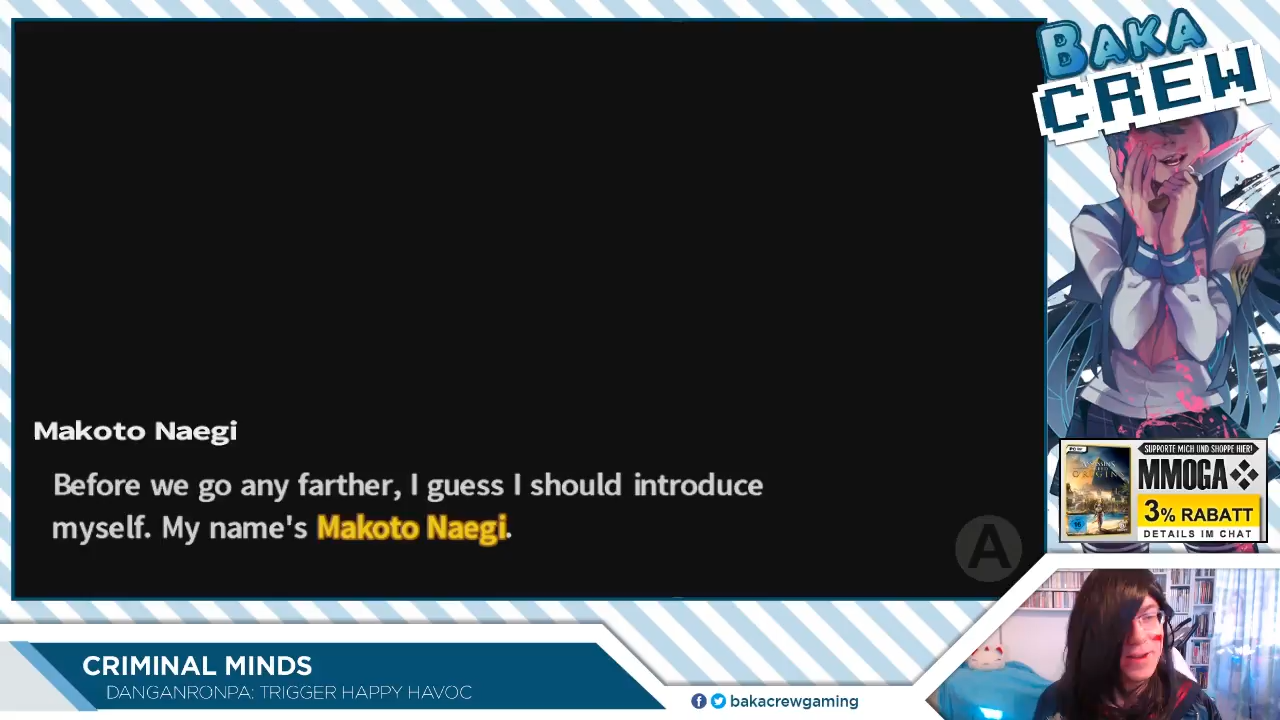 BAKA
CREW
Makoto Naegi
Before we go any farther, I guess I should introduce
myself. My name's Makoto Naegi.
A
SUPPORTE MICH UND SHOPPE HIER!
ORIGINS
MMOGA
3% RABATT
DETAILS IM CHAT
CRIMINAL MINDS
DANGANRONPA: TRIGGER HAPPY HAVOC
bakacrewgaming